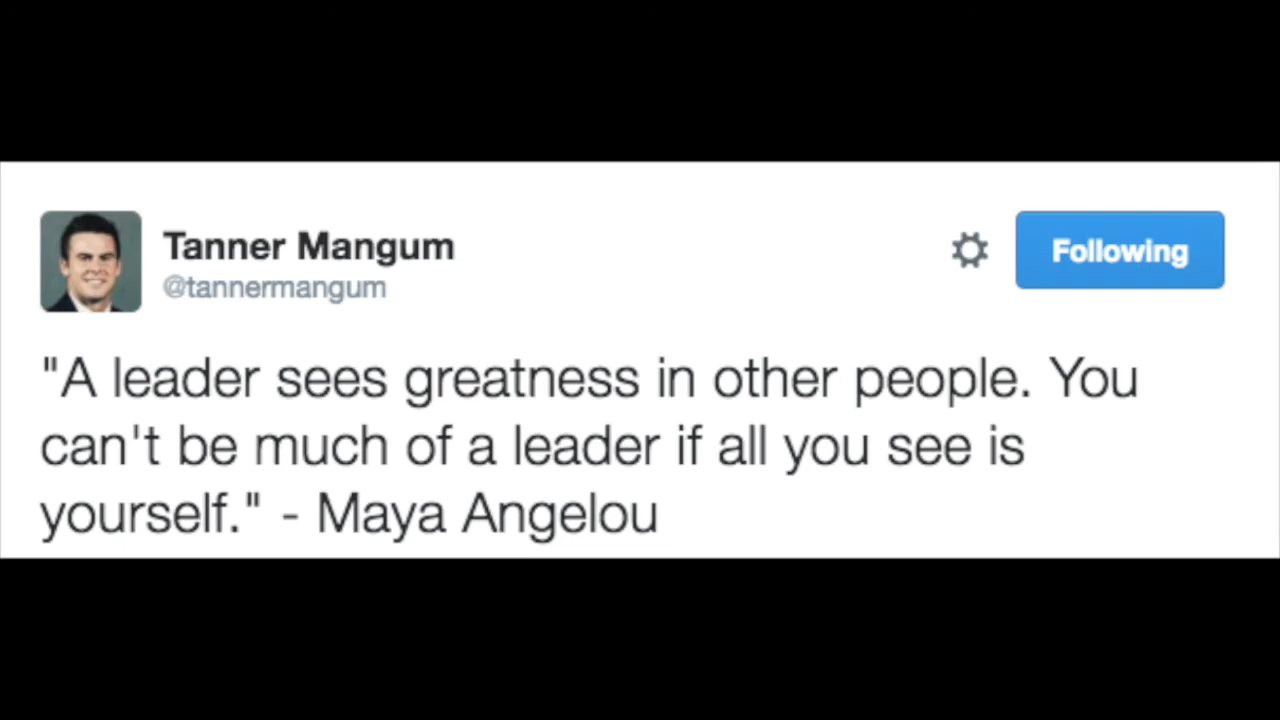 Tanner Mangum
@tannermangum
Following
"A leader sees greatness in other people. You
can't be much of a leader if all you see is
yourself." - Maya Angelou